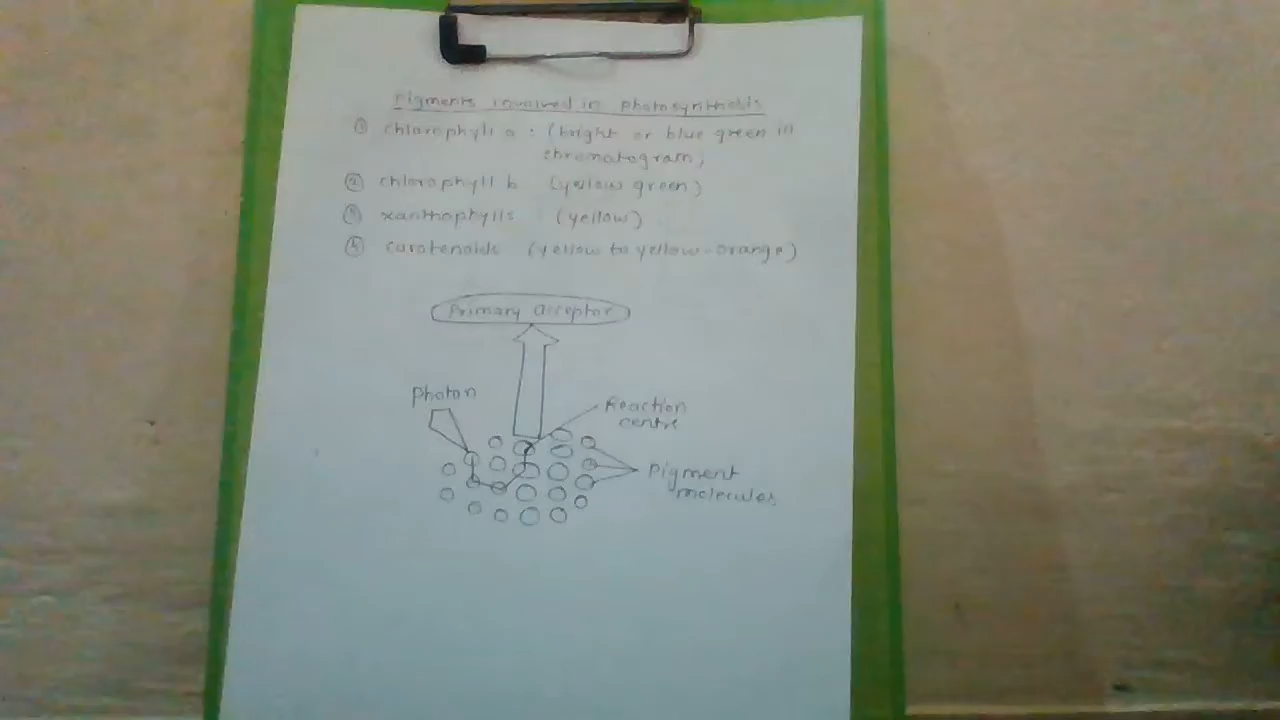 Pigments involved in photosynthesis
① chlorophyll a : (bright or blue green in
chromatogram)
② chlorophyll b (yellow green)
③ xanthophylls (yellow)
④ carotenoids (yellow to yellow-orange)
Primary acceptor
Photon
Reaction
centre
Pigment
molecules